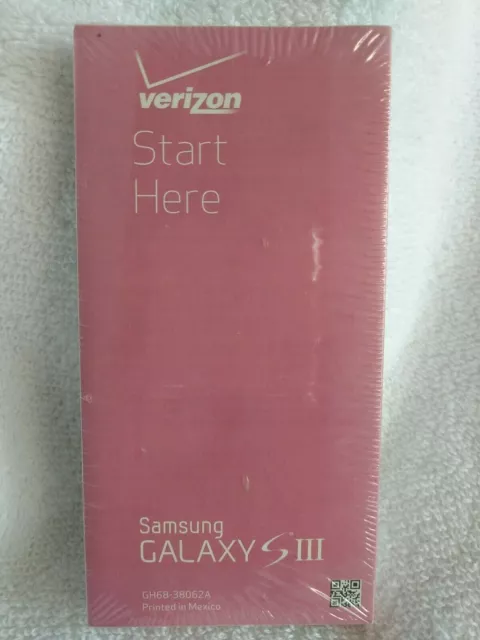 verizon
Start
Here
Samsung
GALAXY S III
GH68-38062A
Printed in Mexico